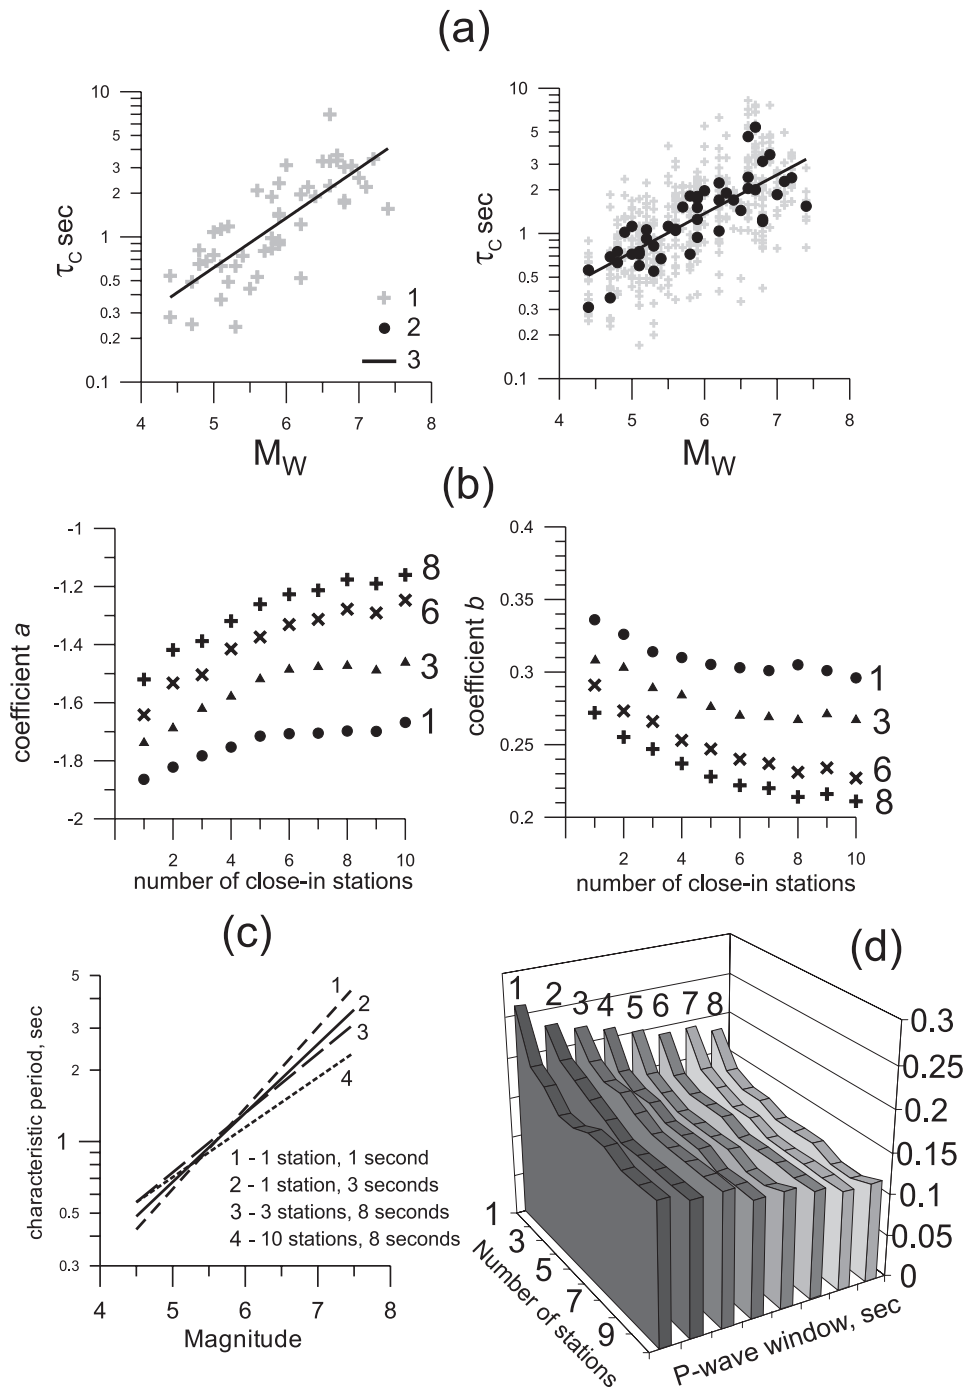 (a)
10
5
3
2
1
0.5
0.3
0.2
0.1
τC sec
4 5 6 7 8
MW
1
2
3
10
5
3
2
1
0.5
0.3
0.2
0.1
τC sec
4 5 6 7 8
MW
(b)
-1
-1.2
-1.4
-1.6
-1.8
-2
coefficient a
8
6
3
1
2 4 6 8 10
number of close-in stations
0.4
0.35
0.3
0.25
0.2
coefficient b
1
3
6
8
2 4 6 8 10
number of close-in stations
(c)
5
3
2
1
0.5
0.3
characteristic period, sec
1
2
3
4
1 - 1 station, 1 second
2 - 1 station, 3 seconds
3 - 3 stations, 8 seconds
4 - 10 stations, 8 seconds
4 5 6 7 8
Magnitude
(d)
1 2 3 4 5 6 7 8
0.3
0.25
0.2
0.15
0.1
0.05
0
1
3
5
7
9
Number of stations
P-wave window, sec